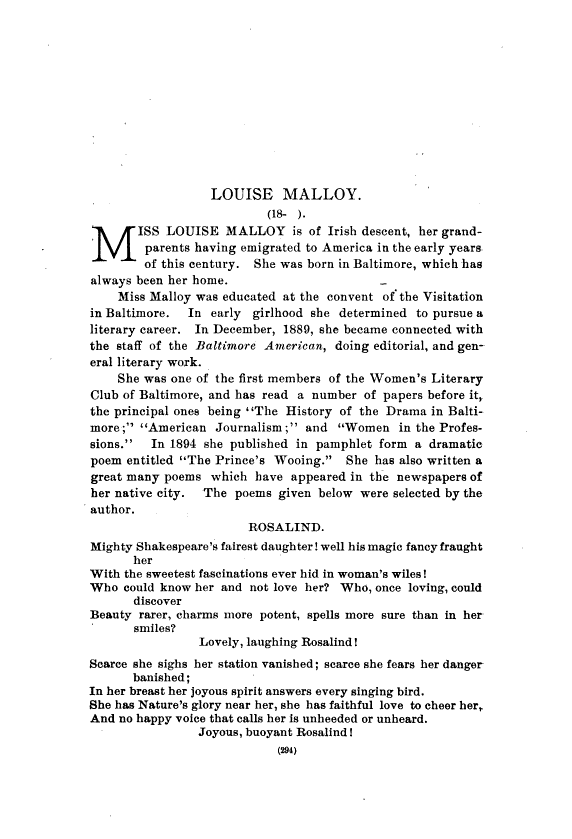 LOUISE MALLOY.
(18- ).
MISS LOUISE MALLOY is of Irish descent, her grand-
parents having emigrated to America in the early years
of this century. She was born in Baltimore, which has
always been her home.
Miss Malloy was educated at the convent of the Visitation
in Baltimore. In early girlhood she determined to pursue a
literary career. In December, 1889, she became connected with
the staff of the Baltimore American, doing editorial, and gen-
eral literary work.
She was one of the first members of the Women's Literary
Club of Baltimore, and has read a number of papers before it,
the principal ones being "The History of the Drama in Balti-
more;" "American Journalism;" and "Women in the Profes-
sions." In 1894 she published in pamphlet form a dramatic
poem entitled "The Prince's Wooing." She has also written a
great many poems which have appeared in the newspapers of
her native city. The poems given below were selected by the
author.
ROSALIND.
Mighty Shakespeare's fairest daughter! well his magic fancy fraught
her
With the sweetest fascinations ever hid in woman's wiles!
Who could know her and not love her? Who, once loving, could
discover
Beauty rarer, charms more potent, spells more sure than in her
smiles?
Lovely, laughing Rosalind!
Scarce she sighs her station vanished; scarce she fears her danger
banished;
In her breast her joyous spirit answers every singing bird.
She has Nature's glory near her, she has faithful love to cheer her,
And no happy voice that calls her is unheeded or unheard.
Joyous, buoyant Rosalind!
(294)